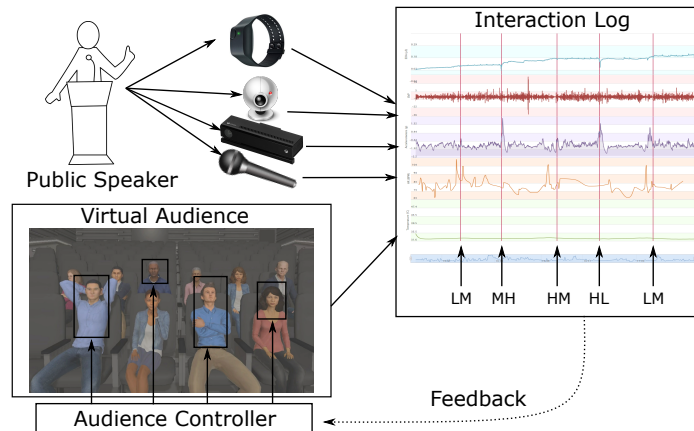 Interaction Log
Public Speaker
Virtual Audience
LM
MH
HM
HL
LM
Feedback
Audience Controller